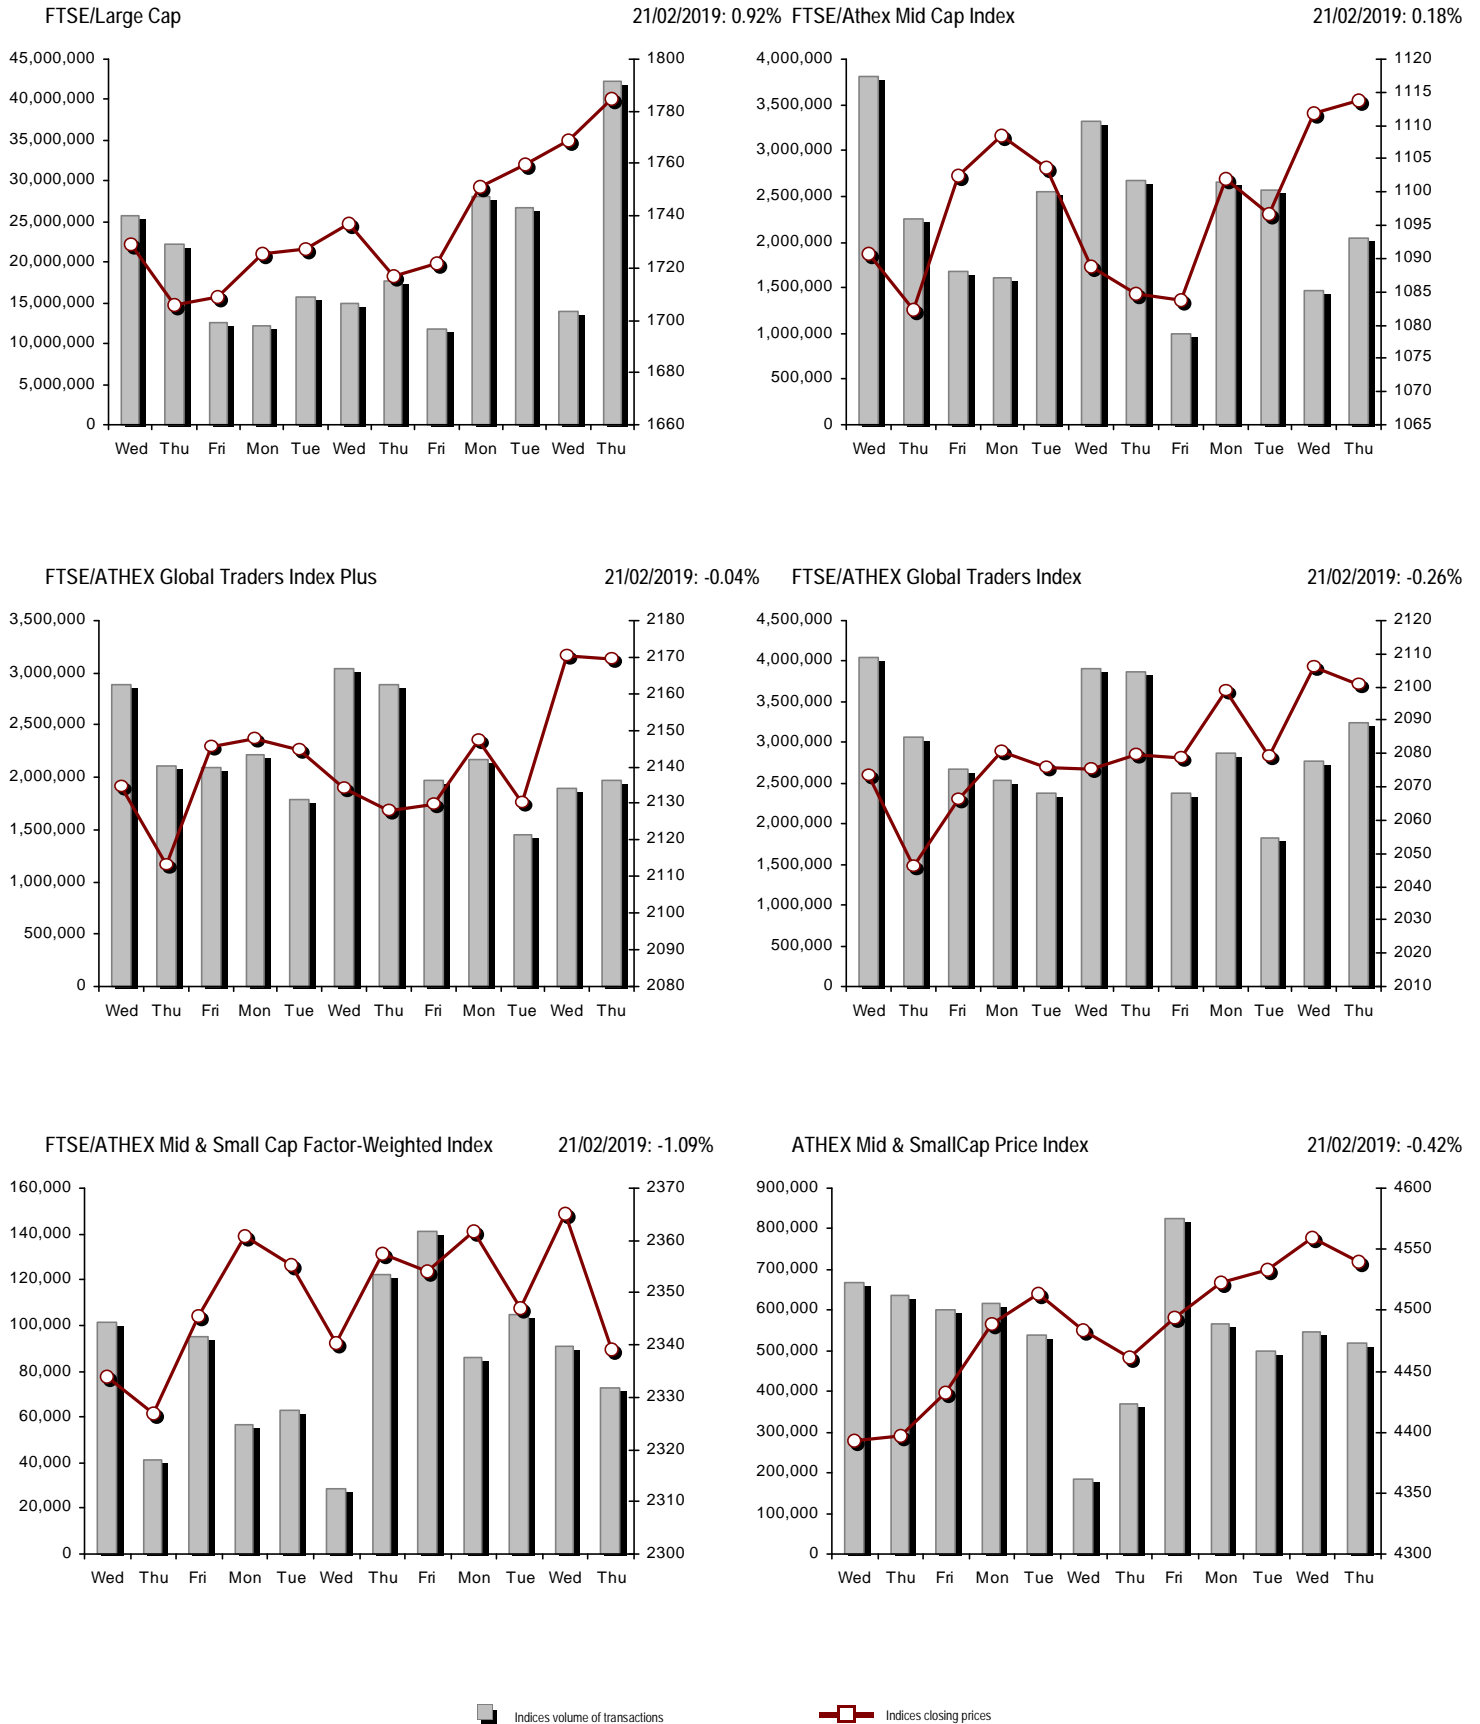 FTSE/Large Cap 21/02/2019: 0.92% FTSE/Athex Mid Cap Index 21/02/2019: 0.18%
45,000,000 1800 4,000,000 1120
40,000,000 1780 3,500,000 1115
35,000,000 1760 3,000,000 1110
30,000,000 1740 2,500,000 1105
25,000,000 1720 2,000,000 1100
20,000,000 1700 1,500,000 1095
15,000,000 1680 1,000,000 1090
10,000,000 1660 500,000 1085
5,000,000 0 1080
0 1075
1070
1065
Wed Thu Fri Mon Tue Wed Thu Fri Mon Tue Wed Thu Wed Thu Fri Mon Tue Wed Thu Fri Mon Tue Wed Thu
FTSE/ATHEX Global Traders Index Plus 21/02/2019: -0.04% FTSE/ATHEX Global Traders Index 21/02/2019: -0.26%
3,500,000 2180 4,500,000 2120
3,000,000 2170 4,000,000 2110
2,500,000 2160 3,500,000 2100
2,000,000 2150 3,000,000 2090
1,500,000 2140 2,500,000 2080
1,000,000 2130 2,000,000 2070
500,000 2120 1,500,000 2060
0 2110 1,000,000 2050
2100 500,000 2040
2090 0 2030
2080 2020
2010
Wed Thu Fri Mon Tue Wed Thu Fri Mon Tue Wed Thu Wed Thu Fri Mon Tue Wed Thu Fri Mon Tue Wed Thu
FTSE/ATHEX Mid & Small Cap Factor-Weighted Index 21/02/2019: -1.09% ATHEX Mid & SmallCap Price Index 21/02/2019: -0.42%
160,000 2370 900,000 4600
140,000 2360 800,000 4550
120,000 2350 700,000 4500
100,000 2340 600,000 4450
80,000 2330 500,000 4400
60,000 2320 400,000 4350
40,000 2310 300,000 4300
20,000 2300 200,000
0 100,000
0
Wed Thu Fri Mon Tue Wed Thu Fri Mon Tue Wed Thu Wed Thu Fri Mon Tue Wed Thu Fri Mon Tue Wed Thu
Indices volume of transactions Indices closing prices